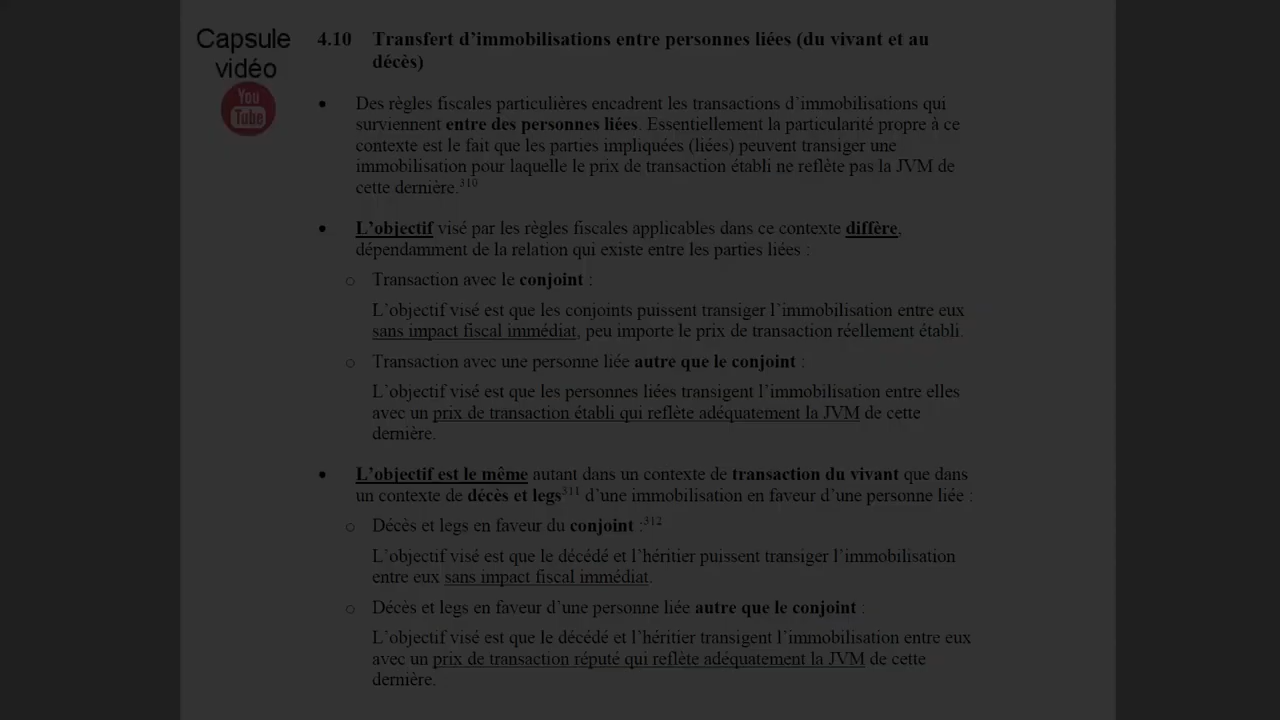 Capsule
vidéo
You
Tube
4.10 Transfert d’immobilisations entre personnes liées (du vivant et au
décès)
• Des règles fiscales particulières encadrent les transactions d’immobilisations qui
surviennent entre des personnes liées. Essentiellement la particularité propre à ce
contexte est le fait que les parties impliquées (liées) peuvent transiger une
immobilisation pour laquelle le prix de transaction établi ne reflète pas la JVM de
cette dernière.310
• L’objectif visé par les règles fiscales applicables dans ce contexte diffère,
dépendamment de la relation qui existe entre les parties liées :
o Transaction avec le conjoint :
L’objectif visé est que les conjoints puissent transiger l’immobilisation entre eux
sans impact fiscal immédiat, peu importe le prix de transaction réellement établi.
o Transaction avec une personne liée autre que le conjoint :
L’objectif visé est que les personnes liées transigent l’immobilisation entre elles
avec un prix de transaction établi qui reflète adéquatement la JVM de cette
dernière.
• L’objectif est le même autant dans un contexte de transaction du vivant que dans
un contexte de décès et legs311 d’une immobilisation en faveur d’une personne liée :
o Décès et legs en faveur du conjoint :312
L’objectif visé est que le décédé et l’héritier puissent transiger l’immobilisation
entre eux sans impact fiscal immédiat.
o Décès et legs en faveur d’une personne liée autre que le conjoint :
L’objectif visé est que le décédé et l’héritier transigent l’immobilisation entre eux
avec un prix de transaction réputé qui reflète adéquatement la JVM de cette
dernière.